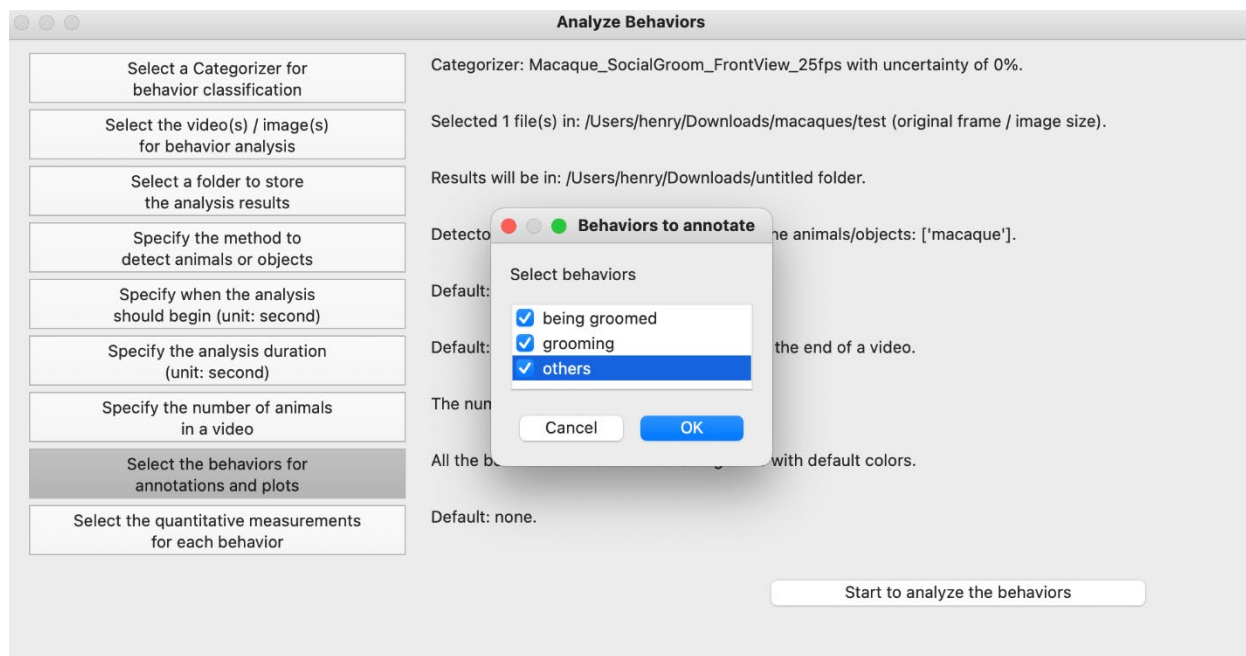 Analyze Behaviors
Select a Categorizer for
behavior classification
Categorizer: Macaque_SocialGroom_FrontView_25fps with uncertainty of 0%.
Select the video(s) / image(s)
for behavior analysis
Selected 1 file(s) in: /Users/henry/Downloads/macaques/test (original frame / image size).
Select a folder to store
the analysis results
Results will be in: /Users/henry/Downloads/untitled folder.
Specify the method to
detect animals or objects
Detecto
he animals/objects: ['macaque'].
Specify when the analysis
should begin (unit: second)
Default:
Specify the analysis duration
(unit: second)
Default:
the end of a video.
Specify the number of animals
in a video
The num
Select the behaviors for
annotations and plots
All the b
with default colors.
Select the quantitative measurements
for each behavior
Default: none.
Start to analyze the behaviors
Behaviors to annotate
Select behaviors
being groomed
grooming
others
Cancel
OK